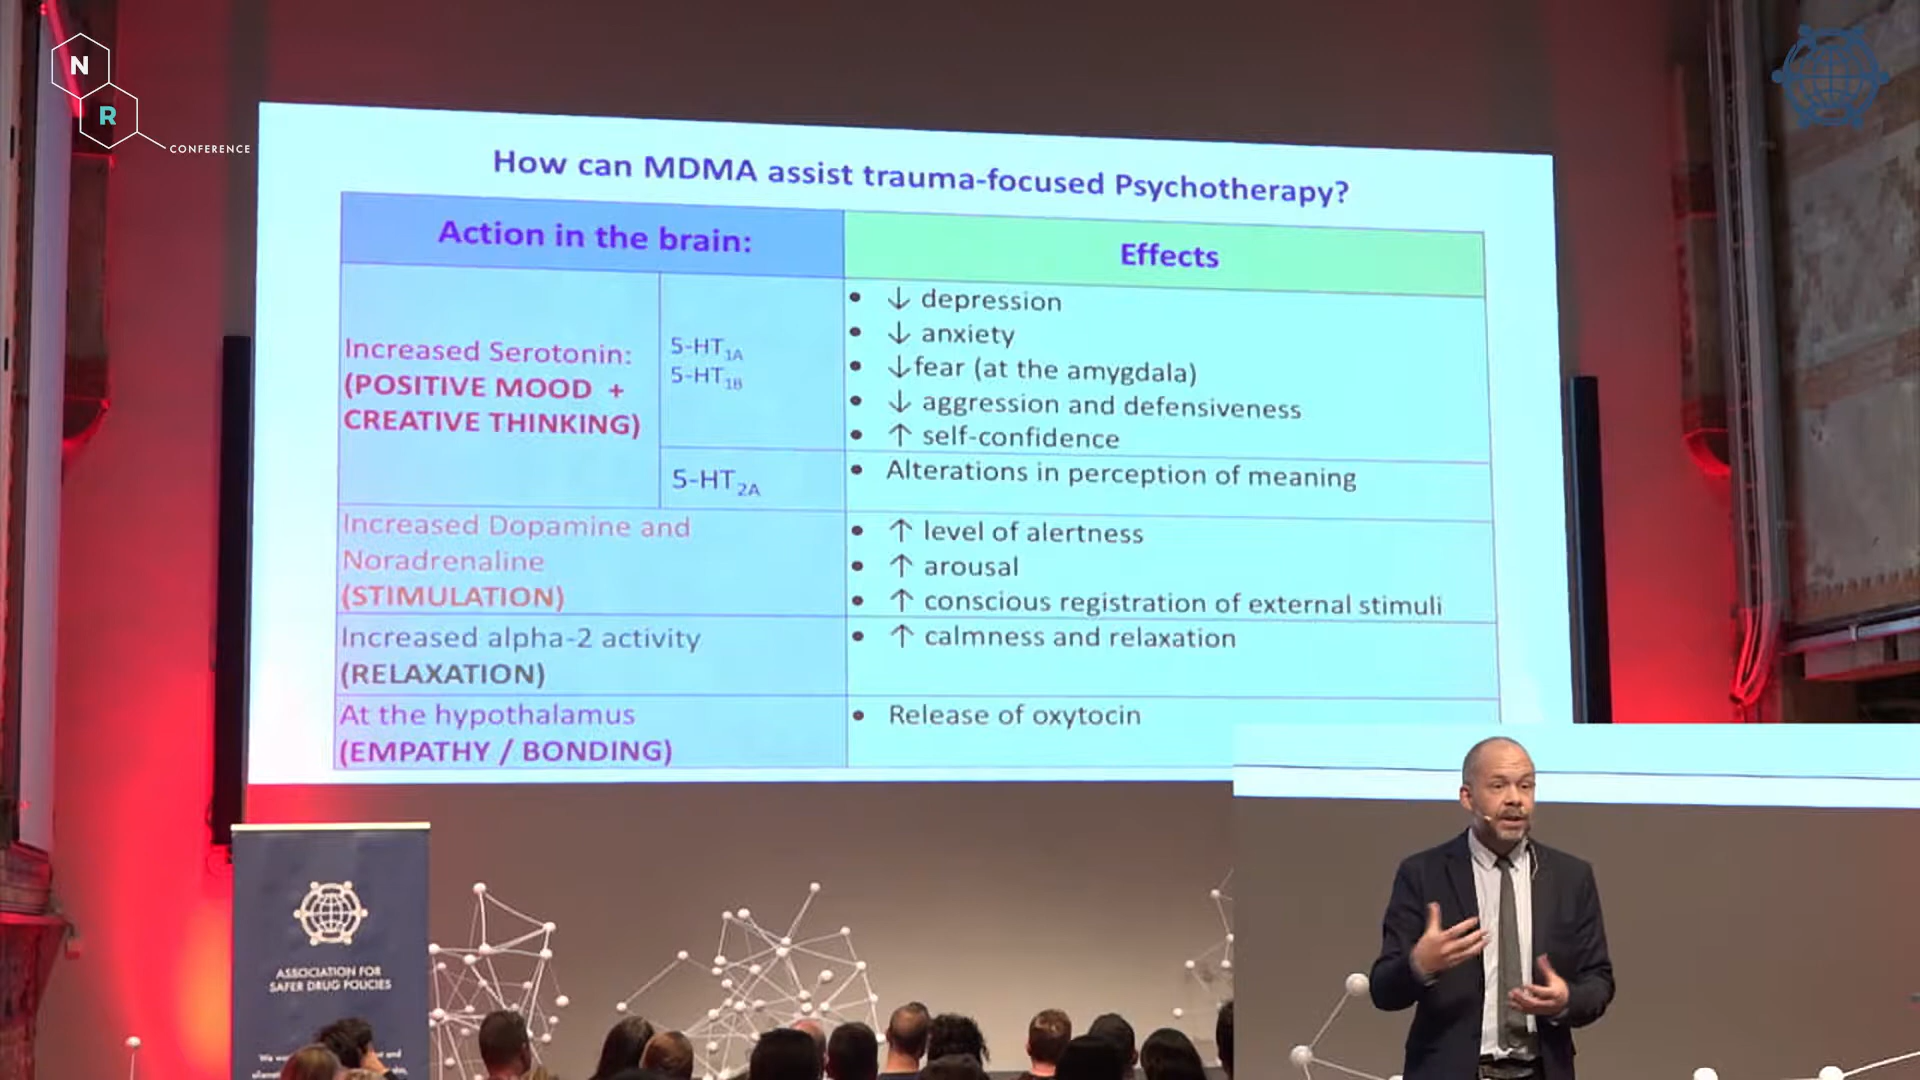 N
R
CONFERENCE
How can MDMA assist trauma-focused Psychotherapy?
Action in the brain:
Effects
Increased Serotonin:
(POSITIVE MOOD +
CREATIVE THINKING)
5-HT1A
5-HT1B
• ↓ depression
• ↓ anxiety
• ↓fear (at the amygdala)
• ↓ aggression and defensiveness
• ↑ self-confidence
5-HT2A
• Alterations in perception of meaning
Increased Dopamine and
Noradrenaline
(STIMULATION)
• ↑ level of alertness
• ↑ arousal
• ↑ conscious registration of external stimuli
Increased alpha-2 activity
(RELAXATION)
• ↑ calmness and relaxation
At the hypothalamus
(EMPATHY / BONDING)
• Release of oxytocin
ASSOCIATION FOR
SAFER DRUG POLICIES
We
and